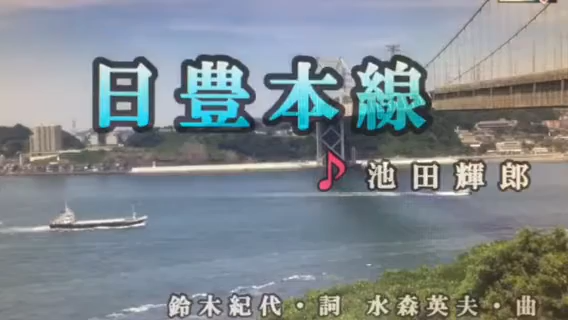 日豊本線
♪ 池田輝郎
鈴木紀代・詞 水森英夫・曲